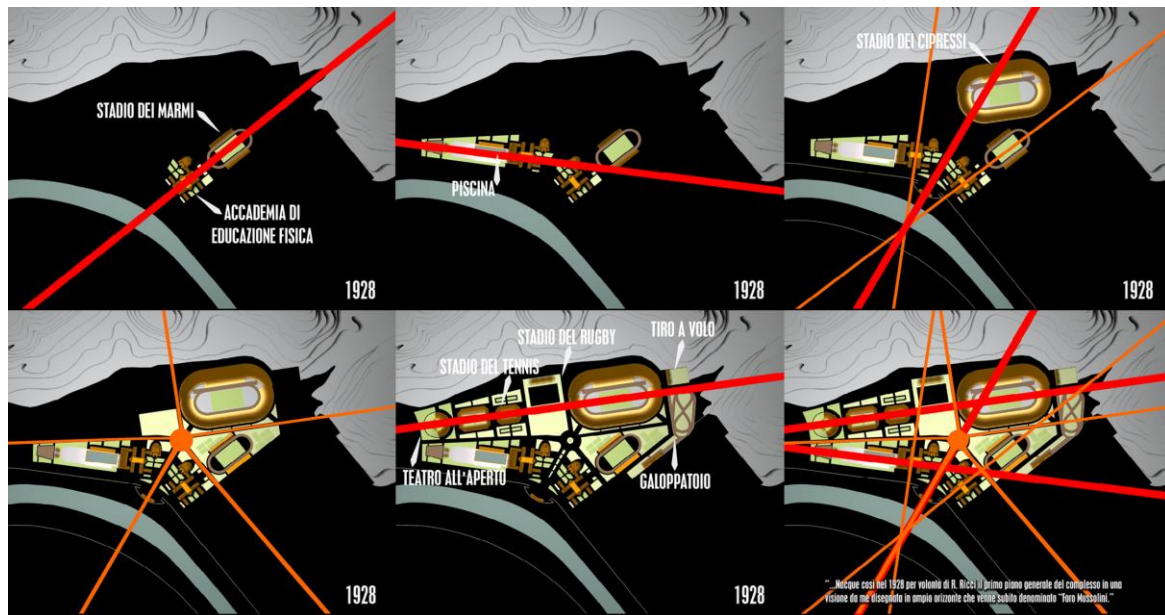 STADIO DEI MARMI
ACCADEMIA DI
EDUCAZIONE FISICA
1928
PISCINA
1928
STADIO DEI CIPRESSI
1928
1928
STADIO DEL RUGBY
TIRO A VOLO
STADIO DEL TENNIS
TEATRO ALL'APERTO
GALOPPATOIO
1928
"...Nacque così nel 1928 per volontà di R. Ricci il primo piano generale del complesso in una
visione da me disegnata in ampio orizzonte che venne subito denominato "Foro Mussolini."